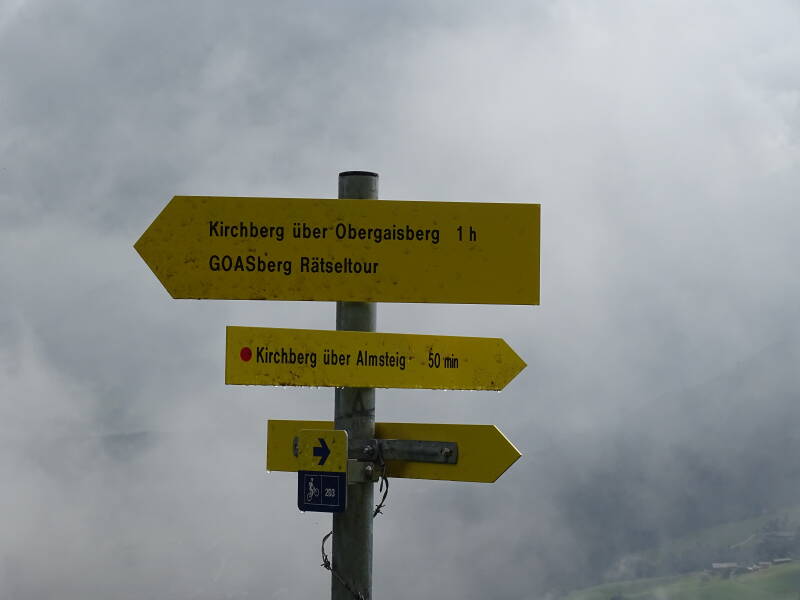 Kirchberg über Obergaisberg 1 h
GOASberg Rätseltour
Kirchberg über Almsteig 50 min
203